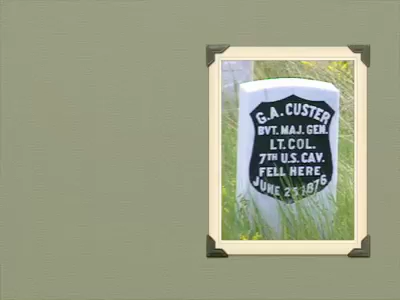 G.A. CUSTER
BVT. MAJ. GEN.
LT. COL.
7TH U.S. CAV.
FELL HERE
JUNE 25 1876